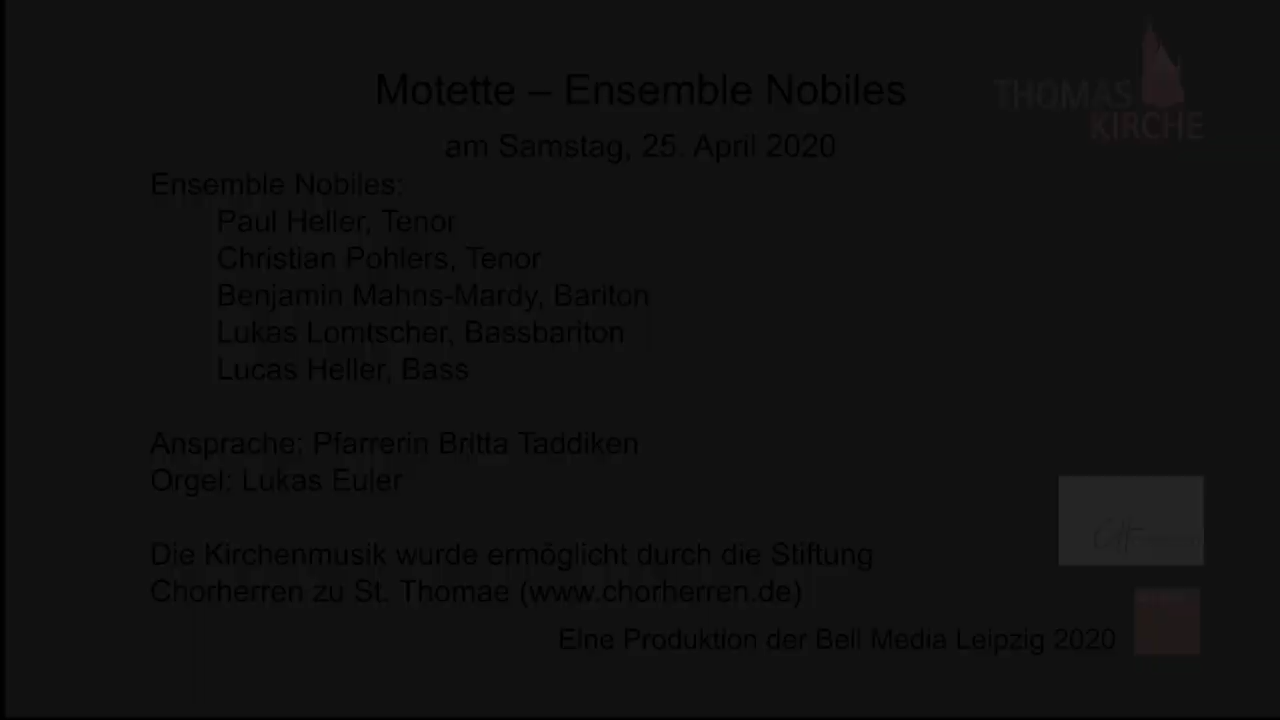 Motette – Ensemble Nobiles
THOMAS
KIRCHE
am Samstag, 25. April 2020
Ensemble Nobiles:
Paul Heller, Tenor
Christian Pohlers, Tenor
Benjamin Mahns-Mardy, Bariton
Lukas Lomtscher, Bassbariton
Lucas Heller, Bass
Ansprache: Pfarrerin Britta Taddiken
Orgel: Lukas Euler
Die Kirchenmusik wurde ermöglicht durch die Stiftung
Chorherren zu St. Thomae (www.chorherren.de)
Eine Produktion der Bell Media Leipzig 2020